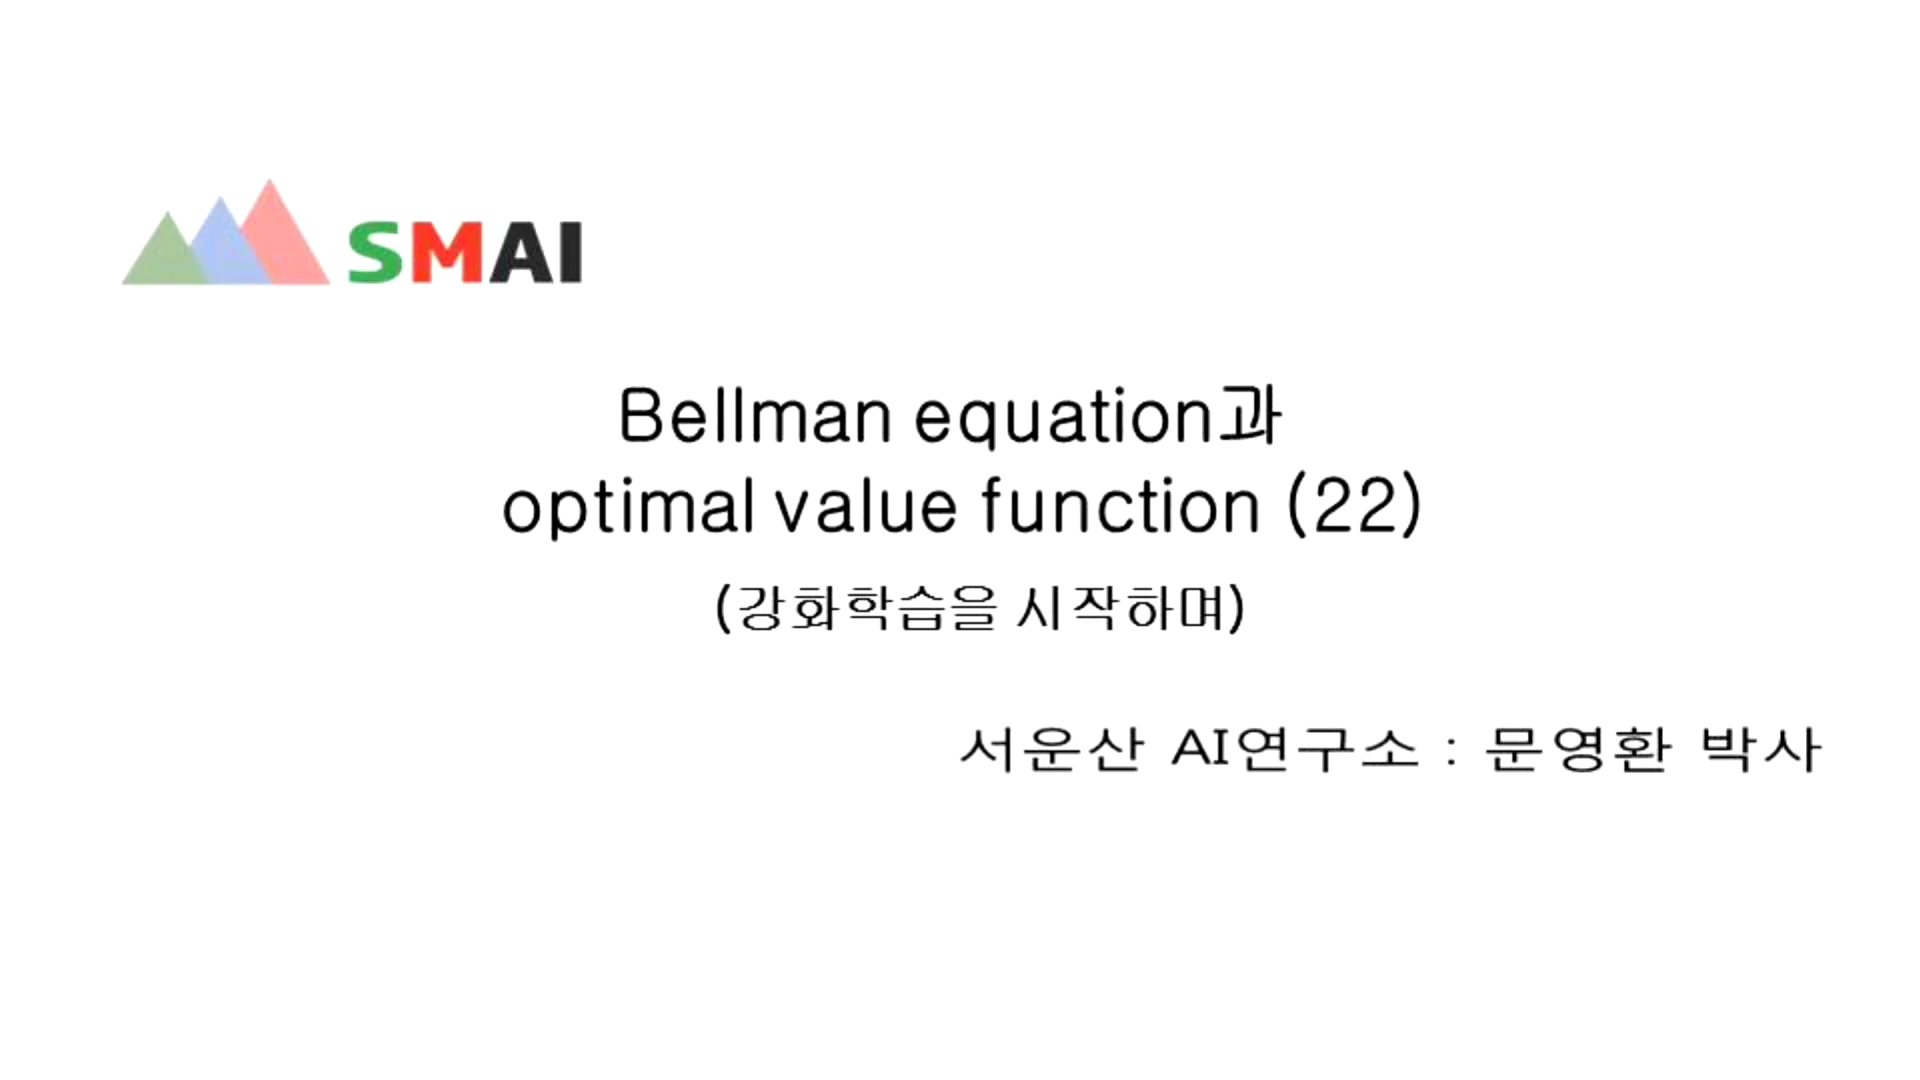 SMAI
Bellman equation과
optimal value function (22)
(강화학습을 시작하며)
서운산 AI연구소 : 문영환 박사